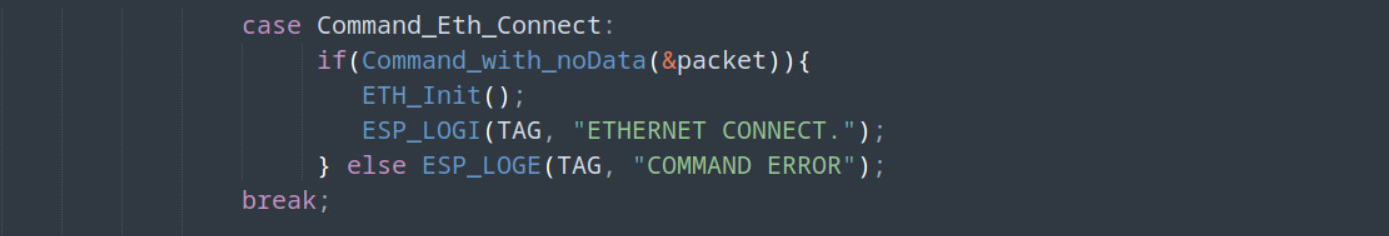 case Command_Eth_Connect:
if(Command_with_noData(&packet)){
ETH_Init();
ESP_LOGI(TAG, "ETHERNET CONNECT.");
} else ESP_LOGE(TAG, "COMMAND ERROR");
break;